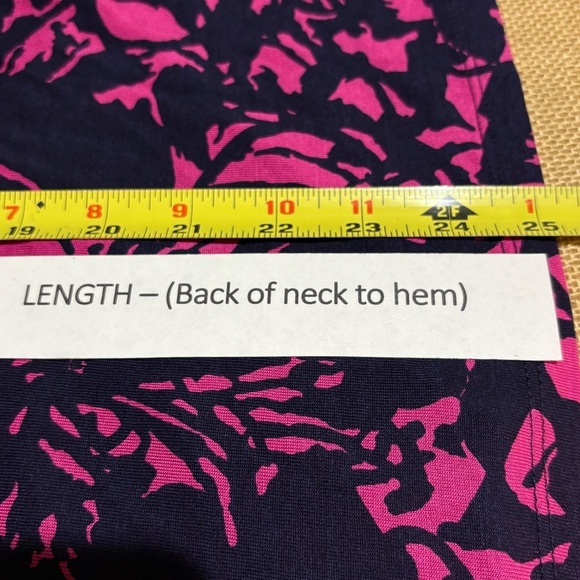 7 8 9 10 11 2F 1
19 20 21 22 23 24 25
LENGTH – (Back of neck to hem)